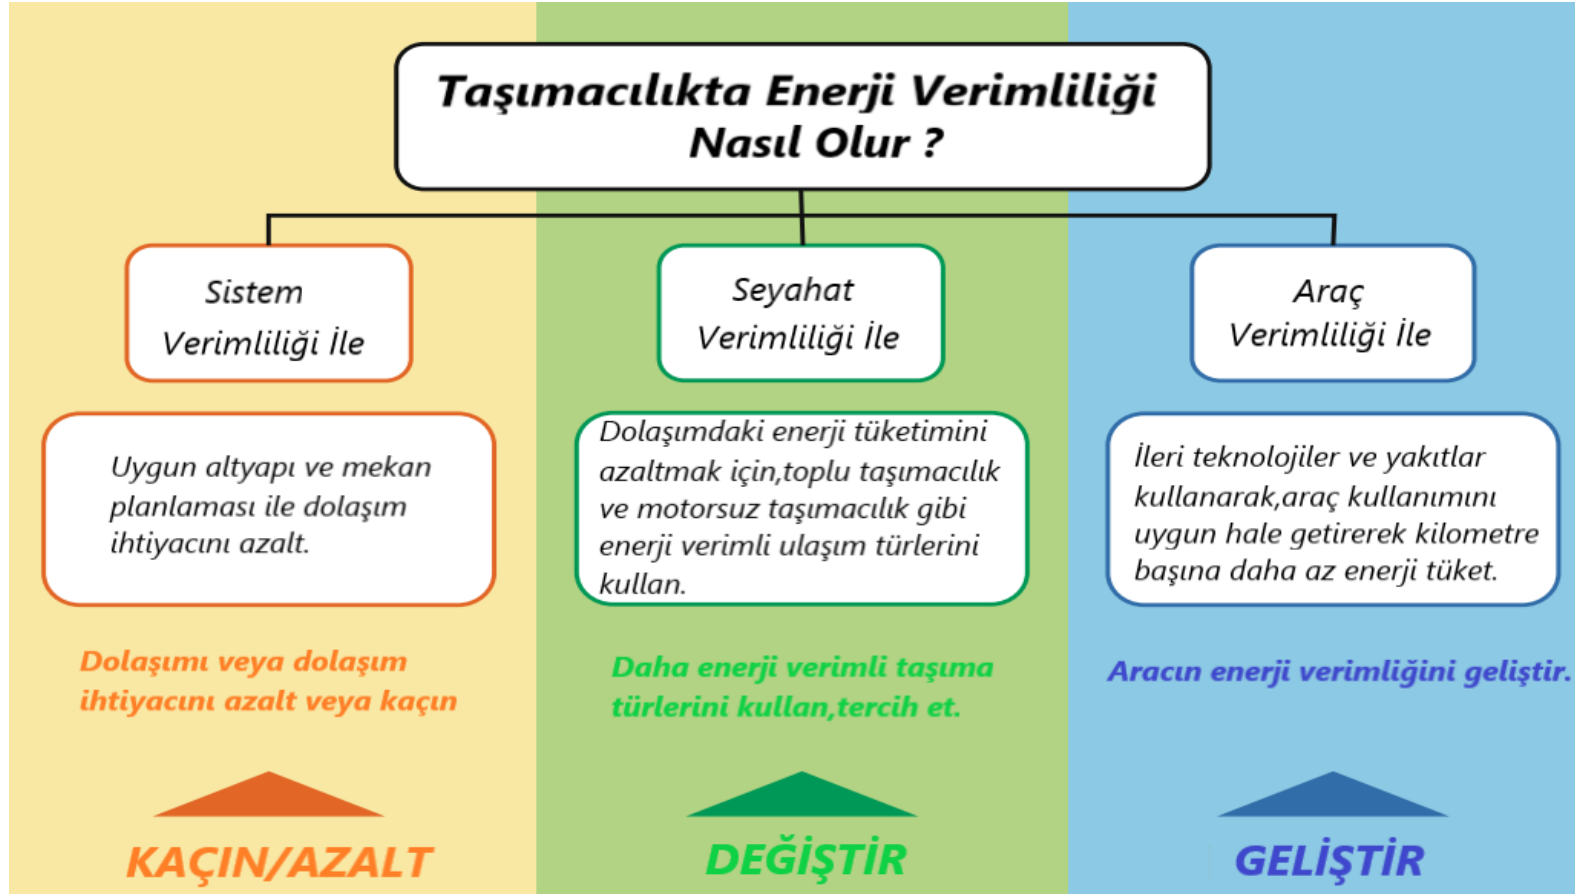 Taşımacılıkta Enerji Verimliliği
Nasıl Olur ?
Sistem
Verimliliği İle
Uygun altyapı ve mekan
planlaması ile dolaşım
ihtiyacını azalt.
Dolaşımı veya dolaşım
ihtiyacını azalt veya kaçın
KAÇIN/AZALT
Seyahat
Verimliliği İle
Dolaşımdaki enerji tüketimini
azaltmak için,toplu taşımacılık
ve motorsuz taşımacılık gibi
enerji verimli ulaşım türlerini
kullan.
Daha enerji verimli taşıma
türlerini kullan,tercih et.
DEĞİŞTİR
Araç
Verimliliği İle
İleri teknolojiler ve yakıtlar
kullanarak,araç kullanımını
uygun hale getirerek kilometre
başına daha az enerji tüket.
Aracın enerji verimliğini geliştir.
GELİŞTİR